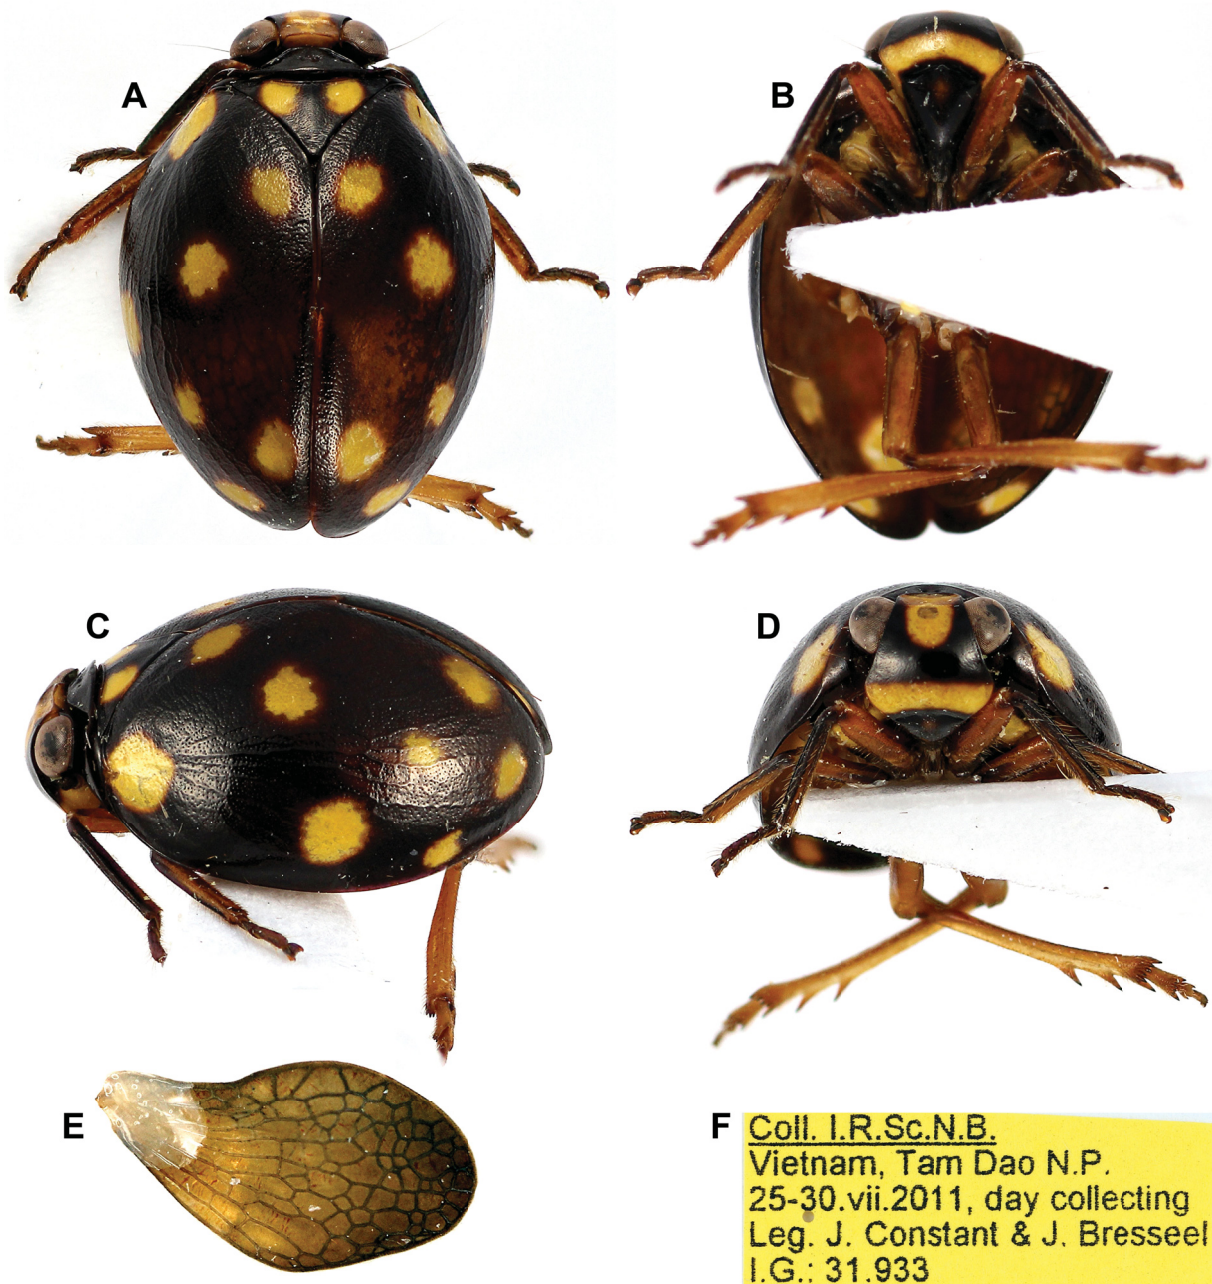 A
B
C
D
E
F
Coll. I.R.Sc.N.B.
Vietnam, Tam Dao N.P.
25-30.vii.2011, day collecting
Leg. J. Constant & J. Bresseel
I.G.: 31.933